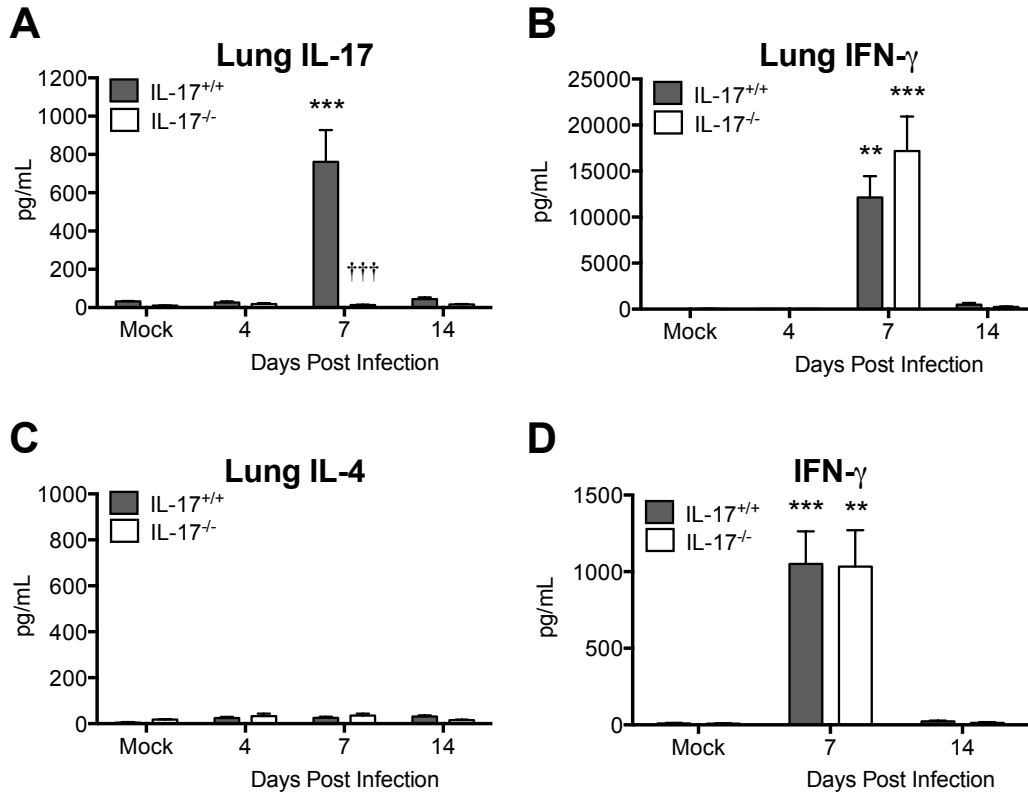 A
Lung IL-17
1200
1000
800
600
400
200
0
pg/mL
IL-17+/+
IL-17-/-
***
†††
Mock 4 7 14
Days Post Infection
B
Lung IFN-γ
25000
20000
15000
10000
5000
0
pg/mL
IL-17+/+
IL-17-/-
**
***
Mock 4 7 14
Days Post Infection
C
Lung IL-4
1000
800
600
400
200
0
pg/mL
IL-17+/+
IL-17-/-
Mock 4 7 14
Days Post Infection
D
IFN-γ
1500
1000
500
0
pg/mL
IL-17+/+
IL-17-/-
*** **
Mock 7 14
Days Post Infection